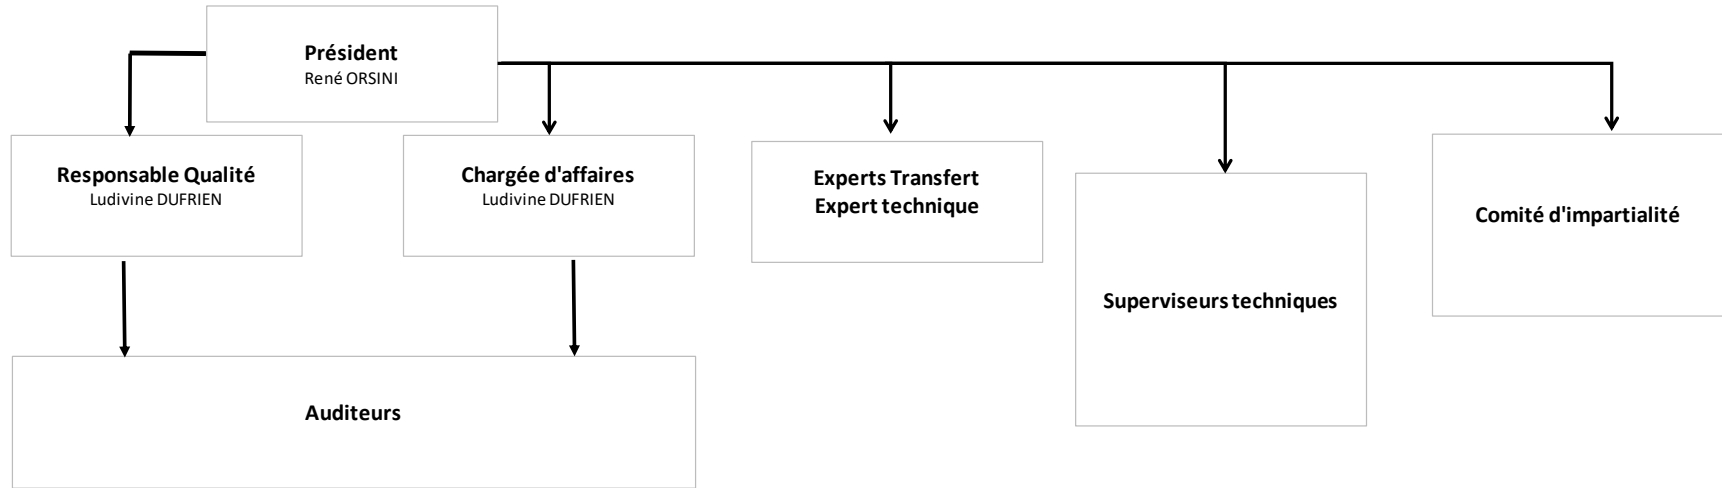 Président
René ORSINI
Responsable Qualité
Ludivine DUFRIEN
Chargée d'affaires
Ludivine DUFRIEN
Experts Transfert
Expert technique
Superviseurs techniques
Comité d'impartialité
Auditeurs